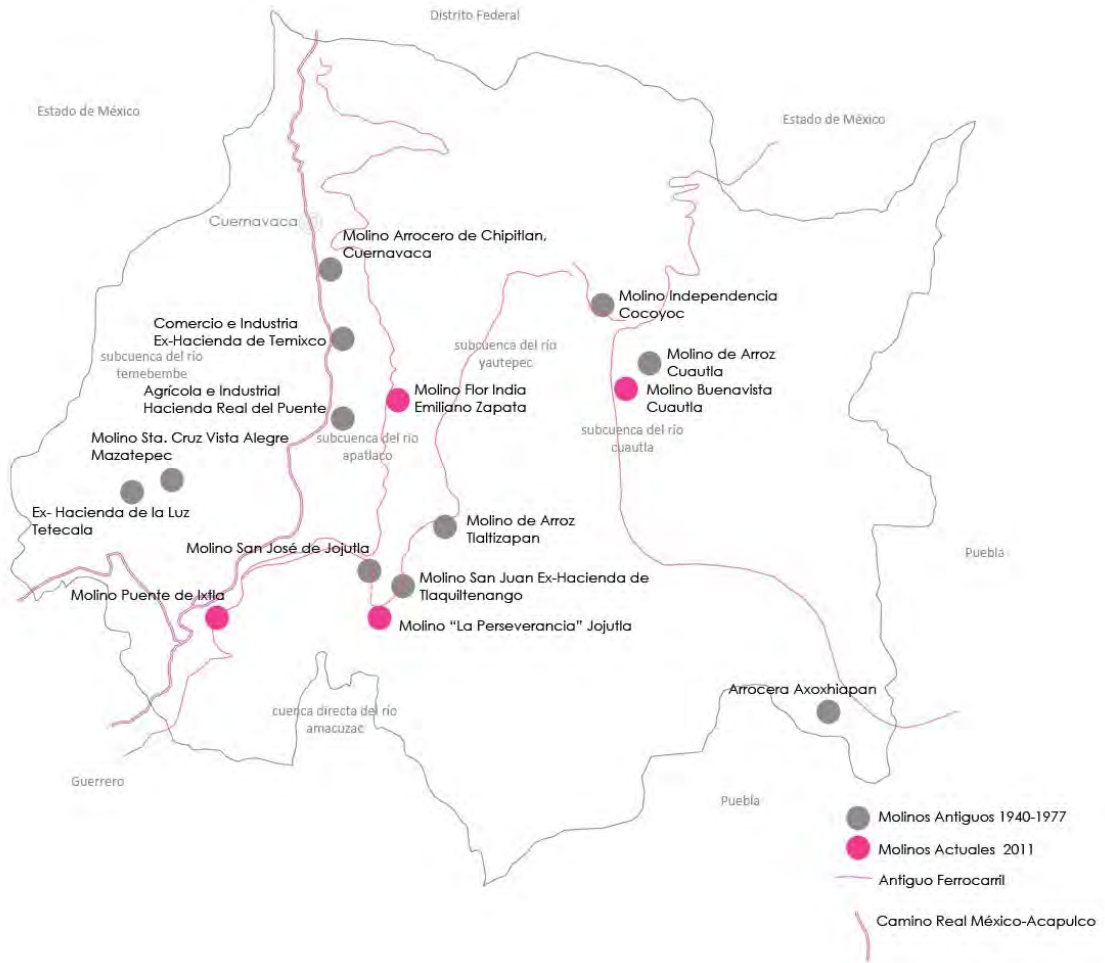 Distrito Federal
Estado de México
Estado de México
Cuernavaca
Molino Arrocero de Chipitlan,
Cuernavaca
Molino Independencia
Cocoyoc
Comercio e Industria
Ex-Hacienda de Temixco
subcuenca del río
temebembe
subcuenca del río
yautepec
Molino de Arroz
Cuautla
Molino Buenavista
Cuautla
Agrícola e Industrial
Hacienda Real del Puente
Molino Flor India
Emiliano Zapata
subcuenca del río
apatlaco
subcuenca del río
cuautla
Molino Sta. Cruz Vista Alegre
Mazatepec
Ex- Hacienda de la Luz
Tetecala
Molino de Arroz
Tlaltizapan
Molino San José de Jojutla
Puebla
Molino San Juan Ex-Hacienda de
Tlaquiltenango
Molino Puente de Ixtla
Molino “La Perseverancia” Jojutla
Arrocera Axoxhiapan
cuenca directa del río
amacuzac
Guerrero
Puebla
Molinos Antiguos 1940-1977
Molinos Actuales 2011
Antiguo Ferrocarril
Camino Real México-Acapulco